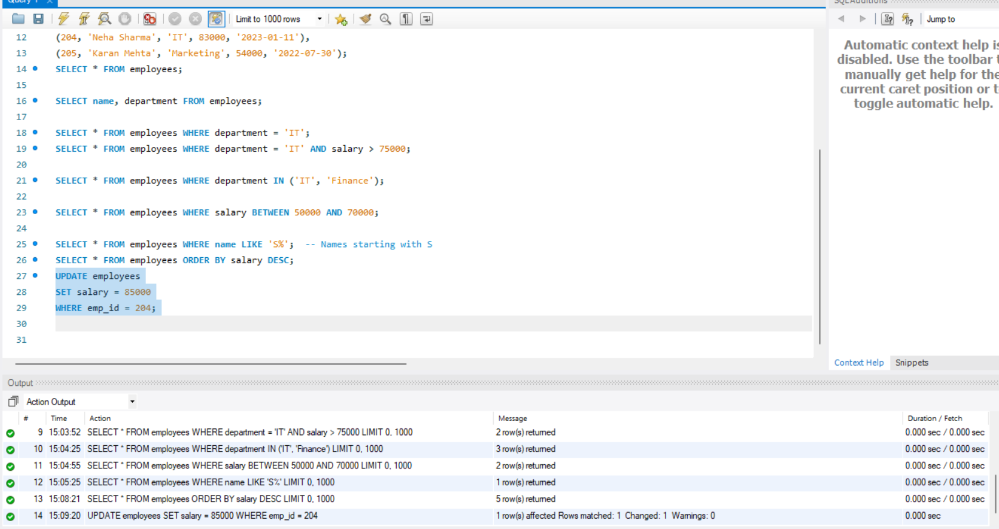 Query 1
SQLAdditions
Limit to 1000 rows
Jump to
12 (204, 'Neha Sharma', 'IT', 83000, '2023-01-11'),
13 (205, 'Karan Mehta', 'Marketing', 54000, '2022-07-30');
14 SELECT * FROM employees;
15
16 SELECT name, department FROM employees;
17
18 SELECT * FROM employees WHERE department = 'IT';
19 SELECT * FROM employees WHERE department = 'IT' AND salary > 75000;
20
21 SELECT * FROM employees WHERE department IN ('IT', 'Finance');
22
23 SELECT * FROM employees WHERE salary BETWEEN 50000 AND 70000;
24
25 SELECT * FROM employees WHERE name LIKE 'S%';  -- Names starting with S
26 SELECT * FROM employees ORDER BY salary DESC;
27 UPDATE employees
28 SET salary = 85000
29 WHERE emp_id = 204;
30
31
Automatic context help is
disabled. Use the toolbar t
manually get help for the
current caret position or t
toggle automatic help.
Context Help Snippets
Output
Action Output
# Time Action Message Duration / Fetch
9 15:03:52 SELECT * FROM employees WHERE department = 'IT' AND salary > 75000 LIMIT 0, 1000 2 row(s) returned 0.000 sec / 0.000 sec
10 15:04:25 SELECT * FROM employees WHERE department IN ('IT', 'Finance') LIMIT 0, 1000 3 row(s) returned 0.000 sec / 0.000 sec
11 15:04:55 SELECT * FROM employees WHERE salary BETWEEN 50000 AND 70000 LIMIT 0, 1000 2 row(s) returned 0.000 sec / 0.000 sec
12 15:05:25 SELECT * FROM employees WHERE name LIKE 'S%' LIMIT 0, 1000 1 row(s) returned 0.000 sec / 0.000 sec
13 15:08:21 SELECT * FROM employees ORDER BY salary DESC LIMIT 0, 1000 5 row(s) returned 0.000 sec / 0.000 sec
14 15:09:20 UPDATE employees SET salary = 85000 WHERE emp_id = 204 1 row(s) affected Rows matched: 1  Changed: 1  Warnings: 0 0.000 sec